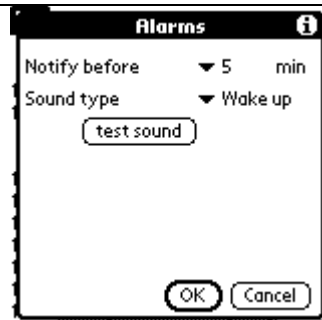 Alarms i
Notify before 5 min
Sound type Wake up
test sound
OK Cancel